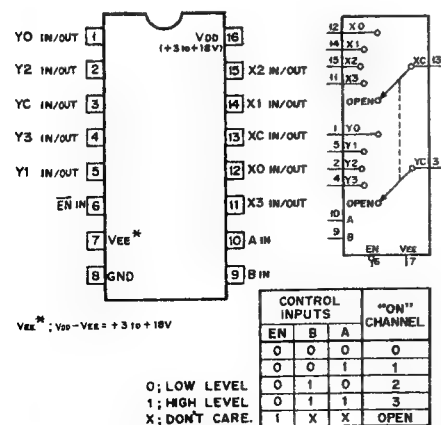 Y0 IN/OUT 1
Y2 IN/OUT 2
YC IN/OUT 3
Y3 IN/OUT 4
Y1 IN/OUT 5
EN IN 6
7 VEE*
8 GND
VDD 16
(+3 to +18V)
15 X2 IN/OUT
14 X1 IN/OUT
13 XC IN/OUT
12 X0 IN/OUT
11 X3 IN/OUT
10 A IN
9 B IN
VEE*; VDD-VEE = +3 to +18V
12 X0
14 X1
15 X2
11 X3
XC 13
OPEN
1 Y0
5 Y1
2 Y2
4 Y3
YC 3
OPEN
10 A
9 B
EN VEE
6 7
CONTROL INPUTS "ON" CHANNEL
EN B A
0 0 0 0
0 0 1 1
0 1 0 2
0 1 1 3
1 X X OPEN
0; LOW LEVEL
1; HIGH LEVEL
X; DON'T CARE.